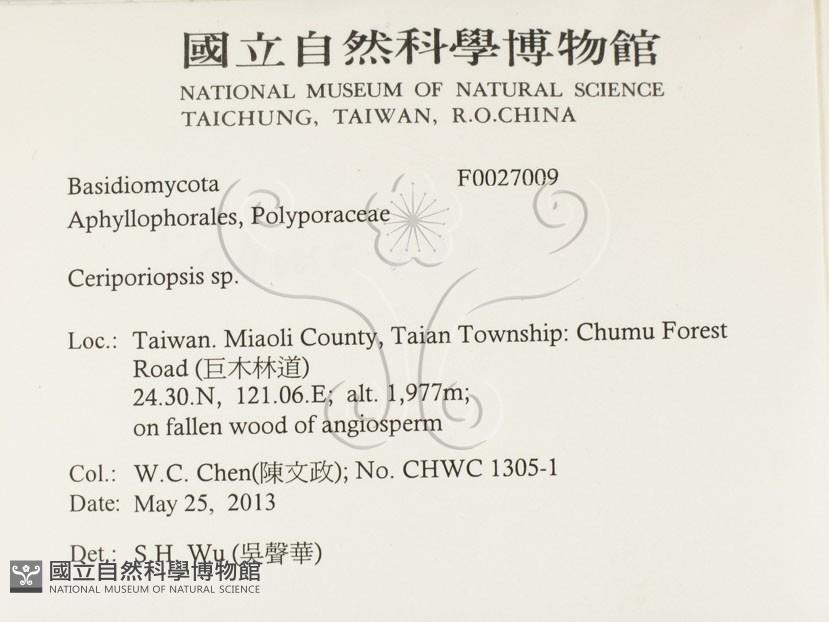 國立自然科學博物館
NATIONAL MUSEUM OF NATURAL SCIENCE
TAICHUNG, TAIWAN, R.O.CHINA
Basidiomycota F0027009
Aphyllophorales, Polyporaceae
Ceriporiopsis sp.
Loc.: Taiwan. Miaoli County, Taian Township: Chumu Forest
Road (巨木林道)
24.30.N, 121.06.E; alt. 1,977m;
on fallen wood of angiosperm
Col.: W.C. Chen(陳文政); No. CHWC 1305-1
Date: May 25, 2013
Det.: S.H. Wu (吳聲華)
國立自然科學博物館
NATIONAL MUSEUM OF NATURAL SCIENCE